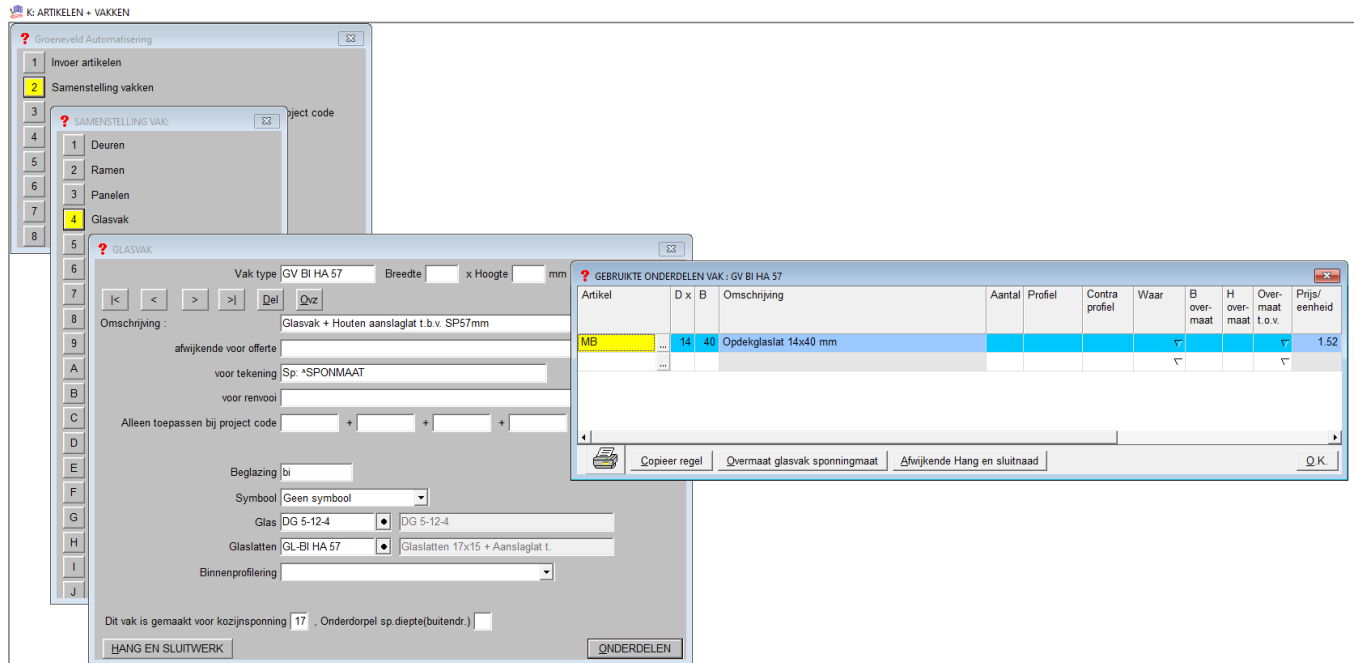 K: ARTIKELEN + VAKKEN
? Groeneveld Automatisering
1 Invoer artikelen
2 Samenstelling vakken
3 oject code
4
5
6
7
8
? SAMENSTELLING VAK:
1 Deuren
2 Ramen
3 Panelen
4 Glasvak
5
6
7
8
9
A
B
C
D
E
F
G
H
I
J
? GLASVAK
Vak type GV BI HA 57 Breedte x Hoogte mm
|< < > >| Del Ovz
Omschrijving : Glasvak + Houten aanslaglat t.b.v. SP57mm
afwijkende voor offerte
voor tekening Sp: ^SPONMAAT
voor renvooi
Alleen toepassen bij project code + + +
Beglazing bi
Symbool Geen symbool
Glas DG 5-12-4 DG 5-12-4
Glaslatten GL-BI HA 57 Glaslatten 17x15 + Aanslaglat t.
Binnenprofilering
Dit vak is gemaakt voor kozijnsponning 17 , Onderdorpel sp.diepte(buitendr.)
HANG EN SLUITWERK ONDERDELEN
? GEBRUIKTE ONDERDELEN VAK : GV BI HA 57
Artikel D x B Omschrijving Aantal Profiel Contra profiel Waar B over- maat H over- maat Over- maat t.o.v. Prijs/ eenheid
MB ... 14 40 Opdekglaslat 14x40 mm 1.52
...
Copieer regel Overmaat glasvak sponningmaat Afwijkende Hang en sluitnaad O.K.